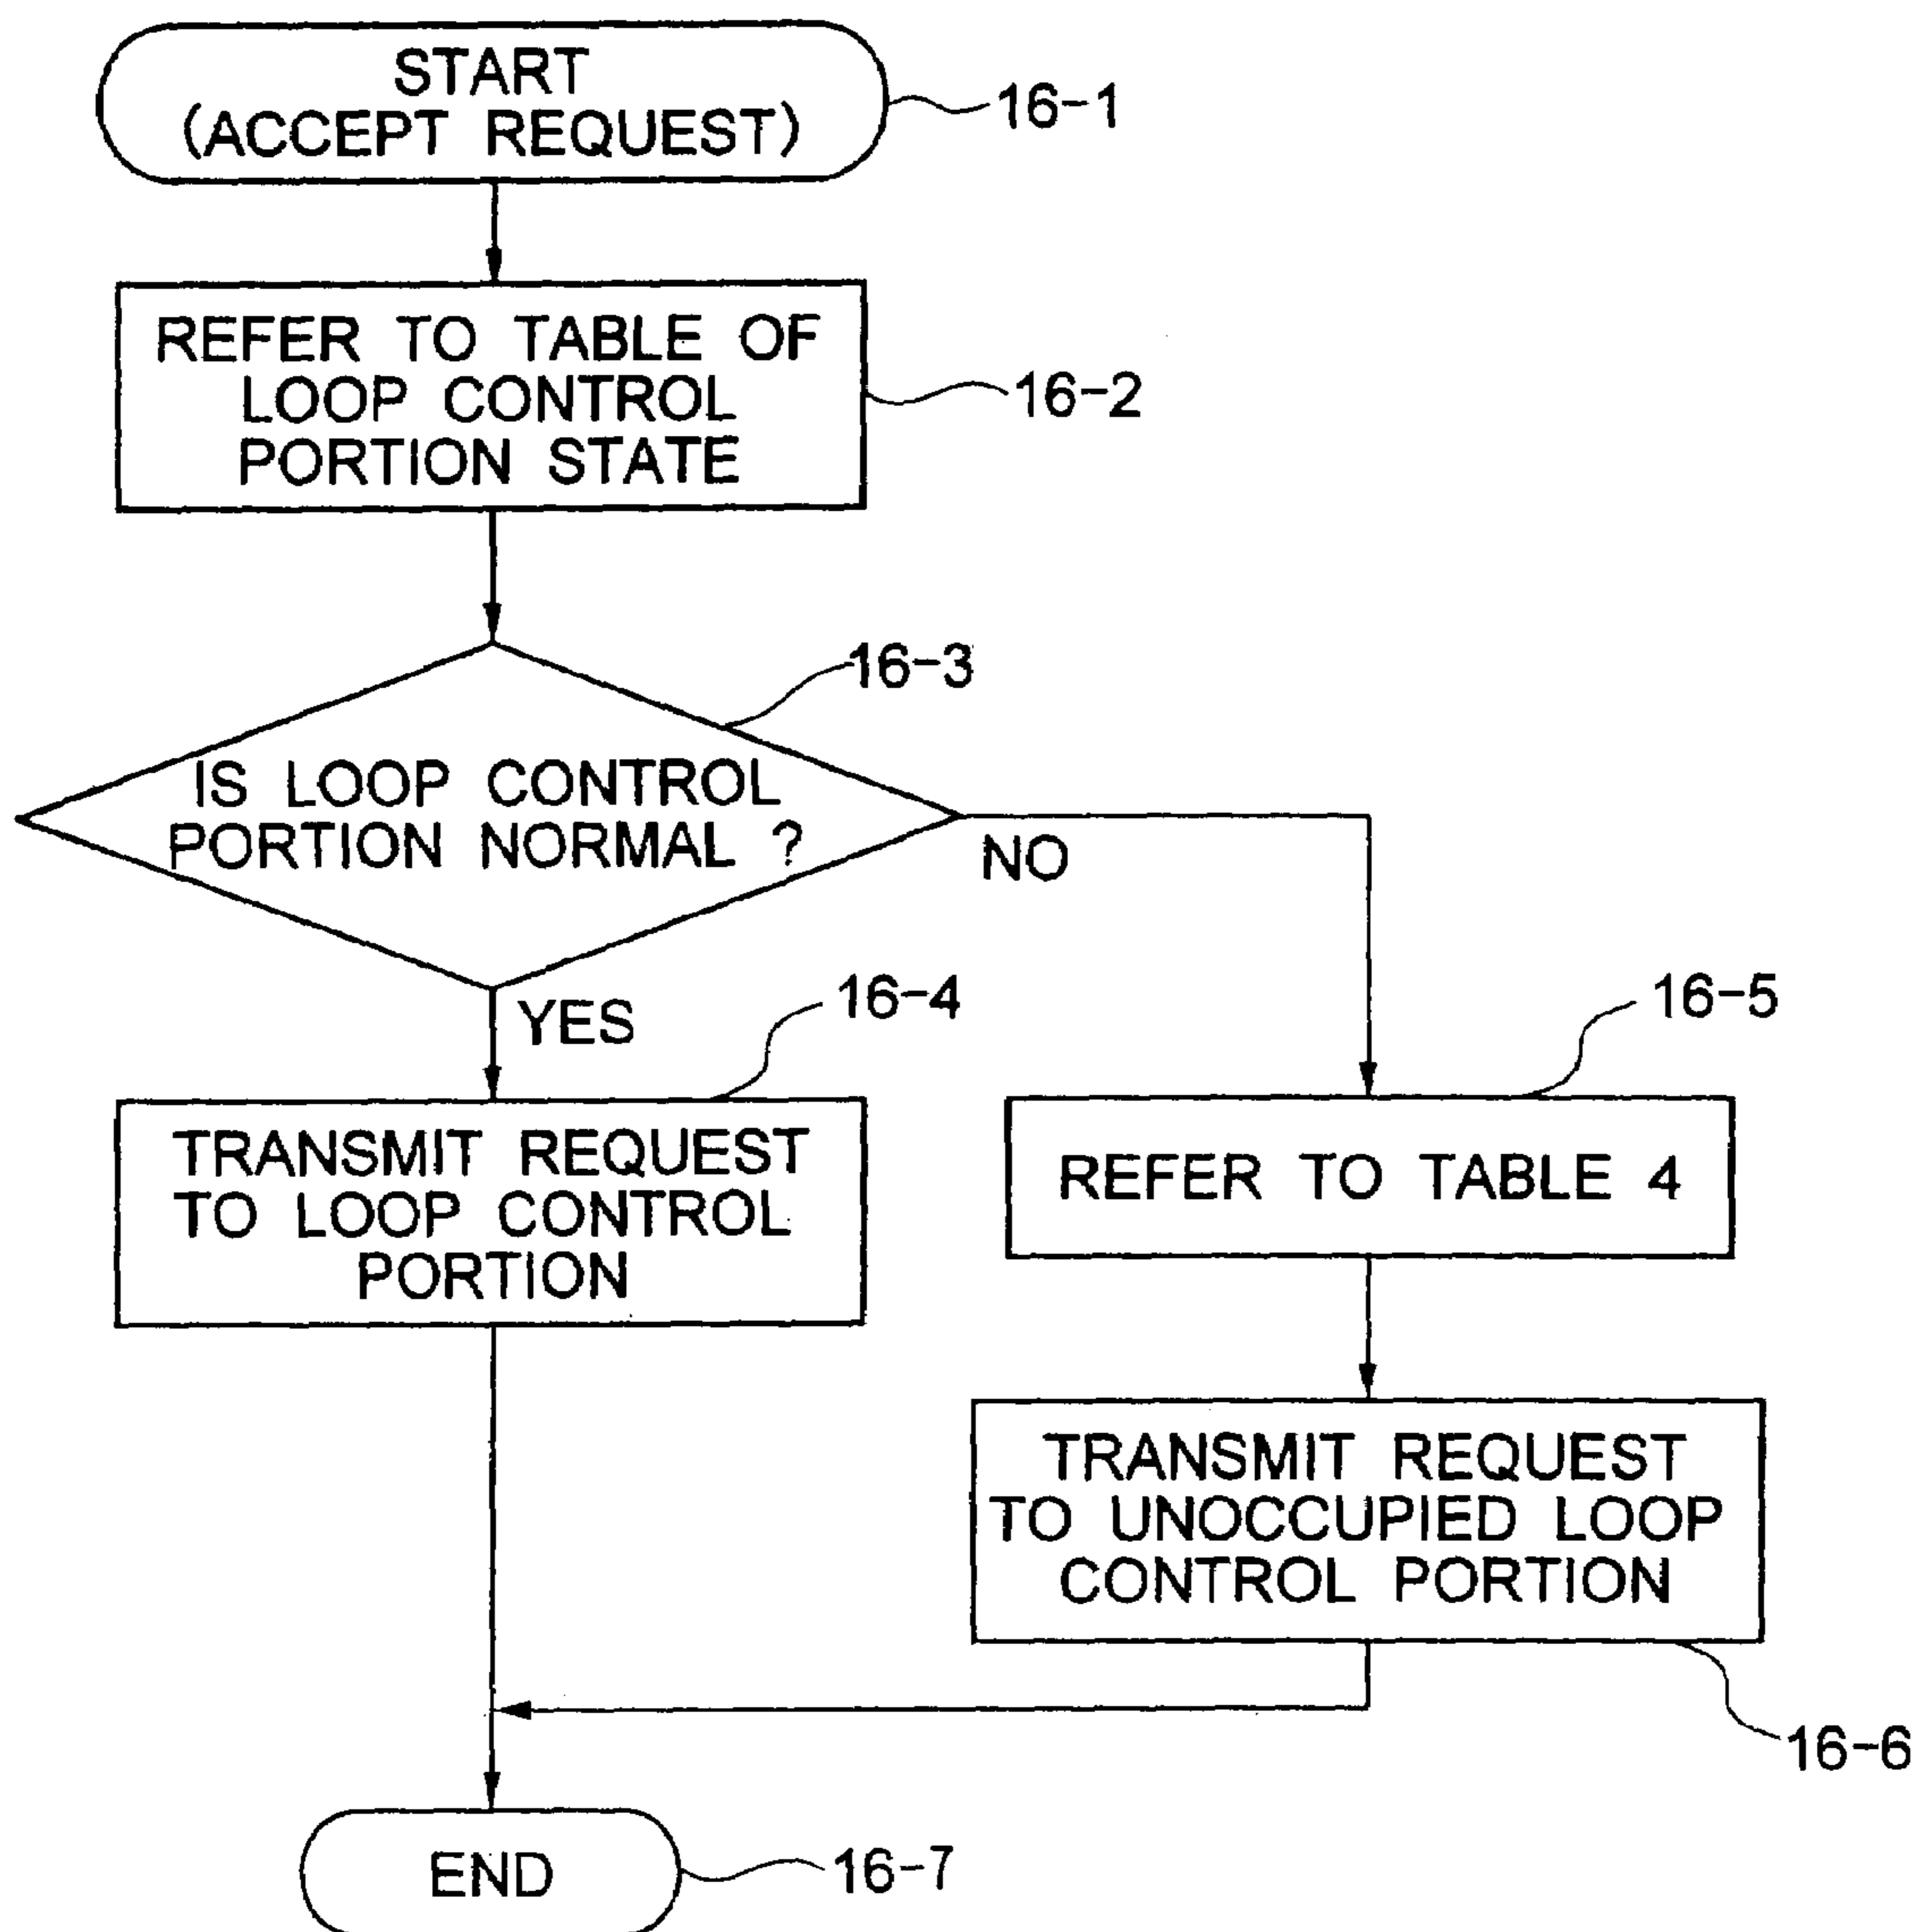 START
(ACCEPT REQUEST)
16-1
REFER TO TABLE OF
LOOP CONTROL
PORTION STATE
16-2
16-3
IS LOOP CONTROL
PORTION NORMAL ?
NO
YES
16-4
16-5
TRANSMIT REQUEST
TO LOOP CONTROL
PORTION
REFER TO TABLE 4
TRANSMIT REQUEST
TO UNOCCUPIED LOOP
CONTROL PORTION
16-6
END
16-7